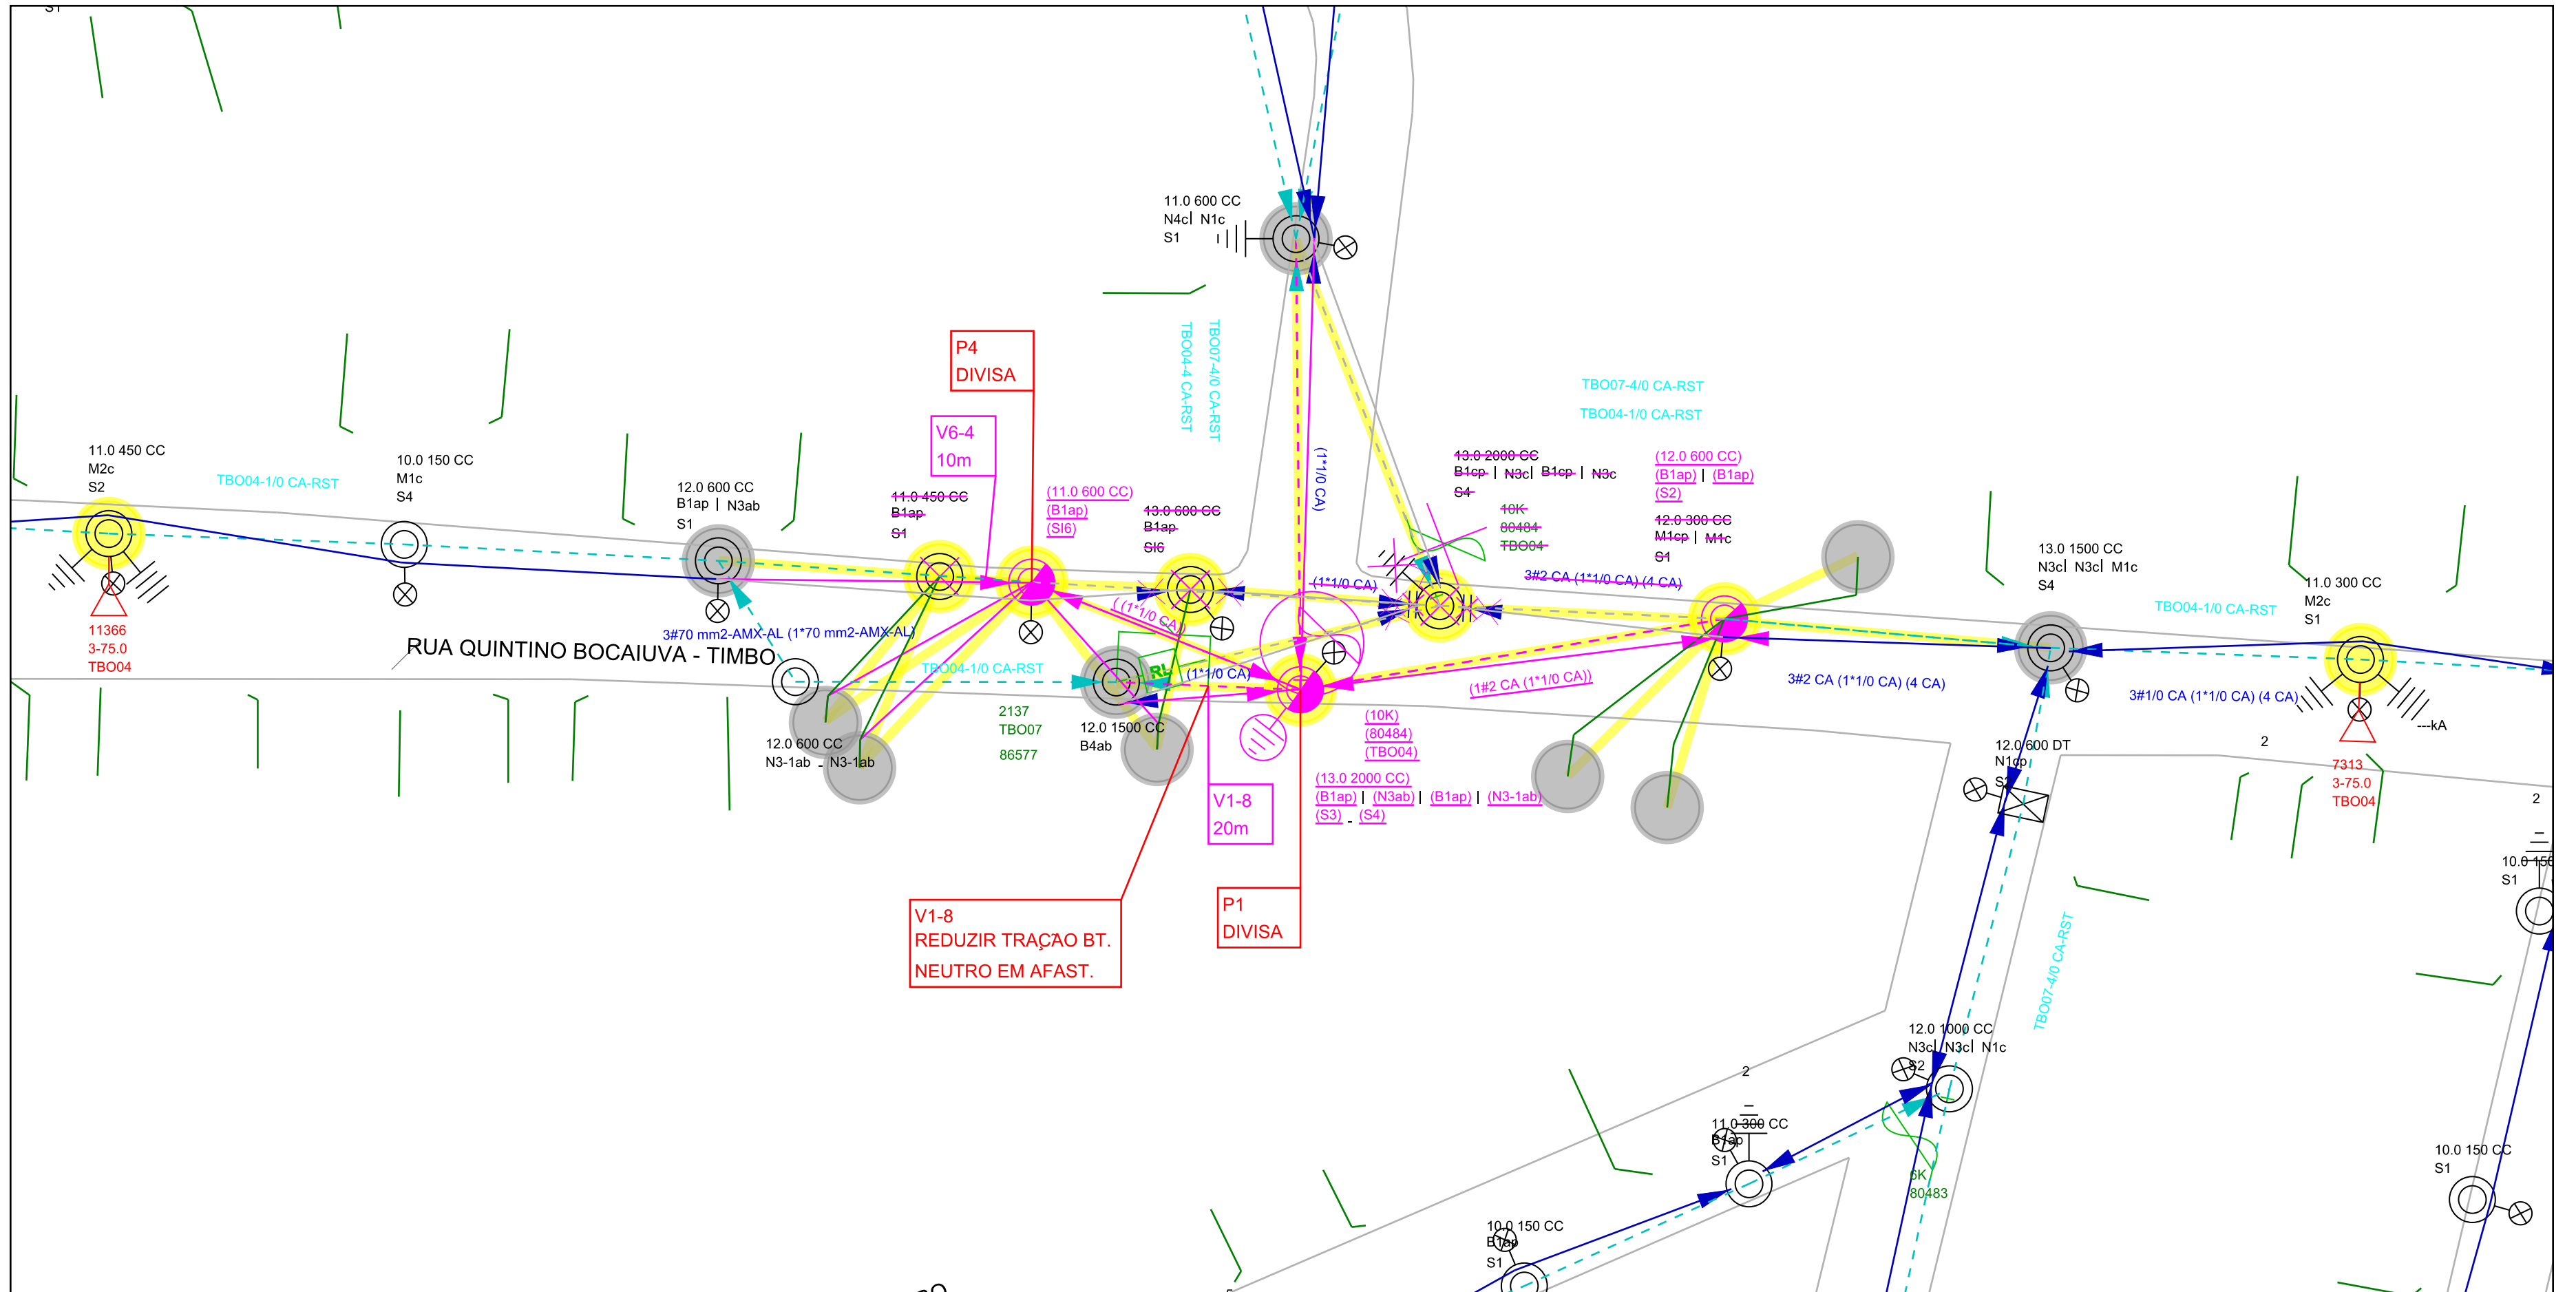 11.0 600 CC
N4c| N1c
S1
TBO04-4 CA-RST
TBO07-4/0 CA-RST
P4
DIVISA
V6-4
10m
TBO07-4/0 CA-RST
TBO04-1/0 CA-RST
11.0 450 CC
M2c
S2
TBO04-1/0 CA-RST
10.0 150 CC
M1c
S4
12.0 600 CC
B1ap | N3ab
S1
11.0 450 CC
B1ap
S1
(11.0 600 CC)
(B1ap)
(SI6)
13.0 600 CC
B1ap
SI6
(1*1/0 CA)
13.0 2000 CC
B1cp | N3c| B1cp | N3c
S4
10K
80484
TBO04
(12.0 600 CC)
(B1ap) | (B1ap)
(S2)
12.0 300 CC
M1cp | M1c
S1
13.0 1500 CC
N3c| N3c| M1c
S4
11.0 300 CC
M2c
S1
TBO04-1/0 CA-RST
11366
3-75.0
TBO04
3#70 mm2-AMX-AL (1*70 mm2-AMX-AL)
RUA QUINTINO BOCAIUVA - TIMBO
TBO04-1/0 CA-RST
( (1*1/0 CA))
(1*1/0 CA)
3#2 CA (1*1/0 CA) (4 CA)
RL
(1*1/0 CA)
(1#2 CA (1*1/0 CA))
3#2 CA (1*1/0 CA) (4 CA)
3#1/0 CA (1*1/0 CA) (4 CA)
---kA
2137
TBO07
86577
12.0 1500 CC
B4ab
12.0 600 CC
N3-1ab - N3-1ab
(10K)
(80484)
(TBO04)
(13.0 2000 CC)
(B1ap) | (N3ab) | (B1ap) | (N3-1ab)
(S3) - (S4)
V1-8
20m
12.0 600 DT
N1cp
2
7313
3-75.0
TBO04
2
V1-8
REDUZIR TRAÇÃO BT.
NEUTRO EM AFAST.
P1
DIVISA
10.0 150
S1
TBO07-4/0 CA-RST
12.0 1000 CC
N3c| N3c| N1c
S2
2
11.0 300 CC
B1ap
S1
6K
80483
10.0 150 CC
S1
10.0 150 CC
B1ap
S1